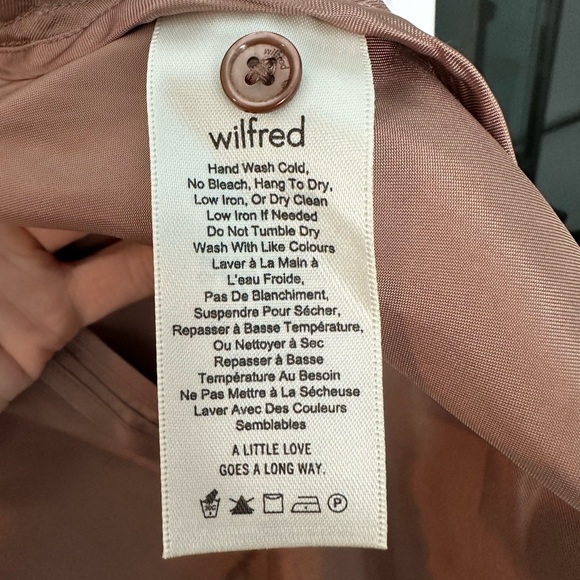 wilfred
Hand Wash Cold,
No Bleach, Hang To Dry,
Low Iron, Or Dry Clean
Low Iron If Needed
Do Not Tumble Dry
Wash With Like Colours
Laver à La Main à
L'eau Froide,
Pas De Blanchiment,
Suspendre Pour Sécher,
Repasser à Basse Température,
Ou Nettoyer à Sec
Repasser à Basse
Température Au Besoin
Ne Pas Mettre à La Sécheuse
Laver Avec Des Couleurs
Semblables
A LITTLE LOVE
GOES A LONG WAY.
P